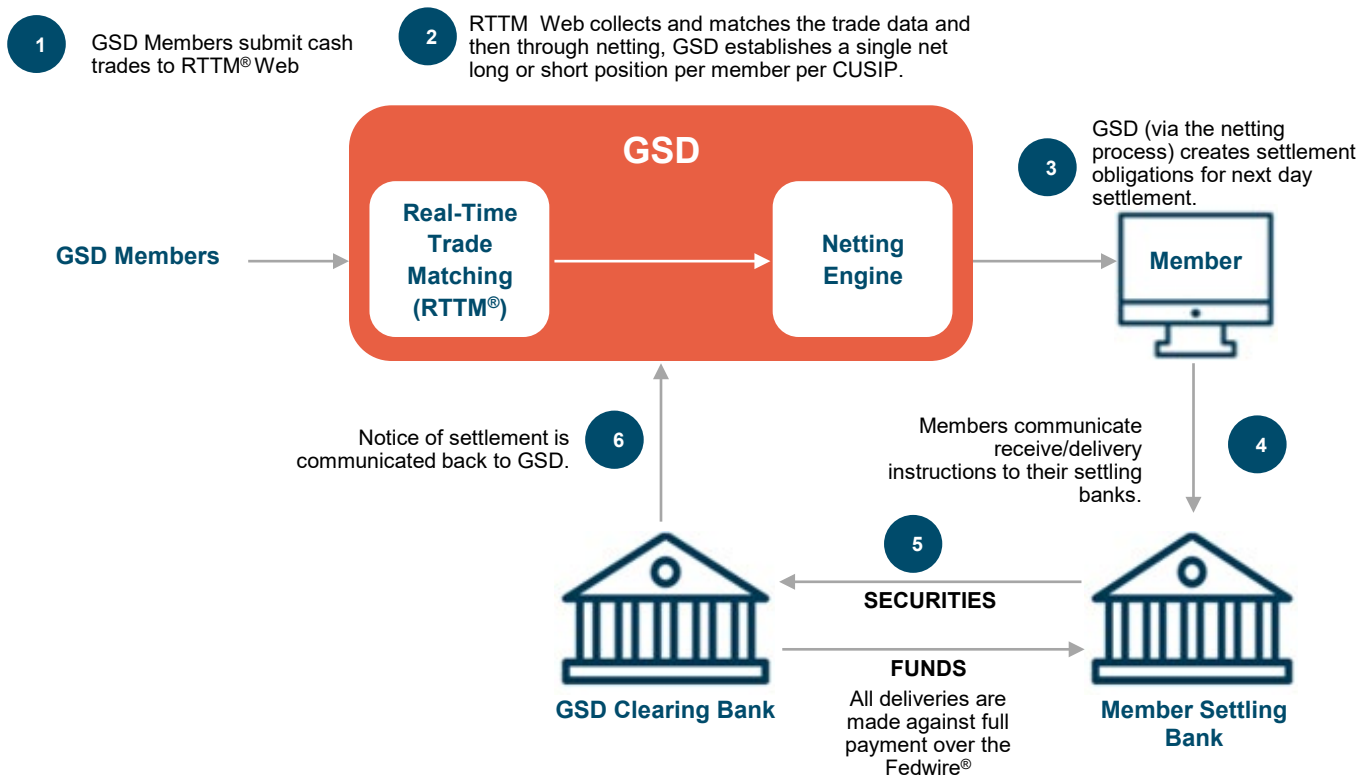 1
GSD Members submit cash
trades to RTTM® Web
2
RTTM Web collects and matches the trade data and
then through netting, GSD establishes a single net
long or short position per member per CUSIP.
GSD
3
GSD (via the netting
process) creates settlement
obligations for next day
settlement.
GSD Members
Real-Time
Trade
Matching
(RTTM®)
Netting
Engine
Member
Notice of settlement is
communicated back to GSD.
6
Members communicate
receive/delivery
instructions to their settling
banks.
4
5
SECURITIES
FUNDS
All deliveries are
made against full
payment over the
Fedwire®
GSD Clearing Bank
Member Settling
Bank